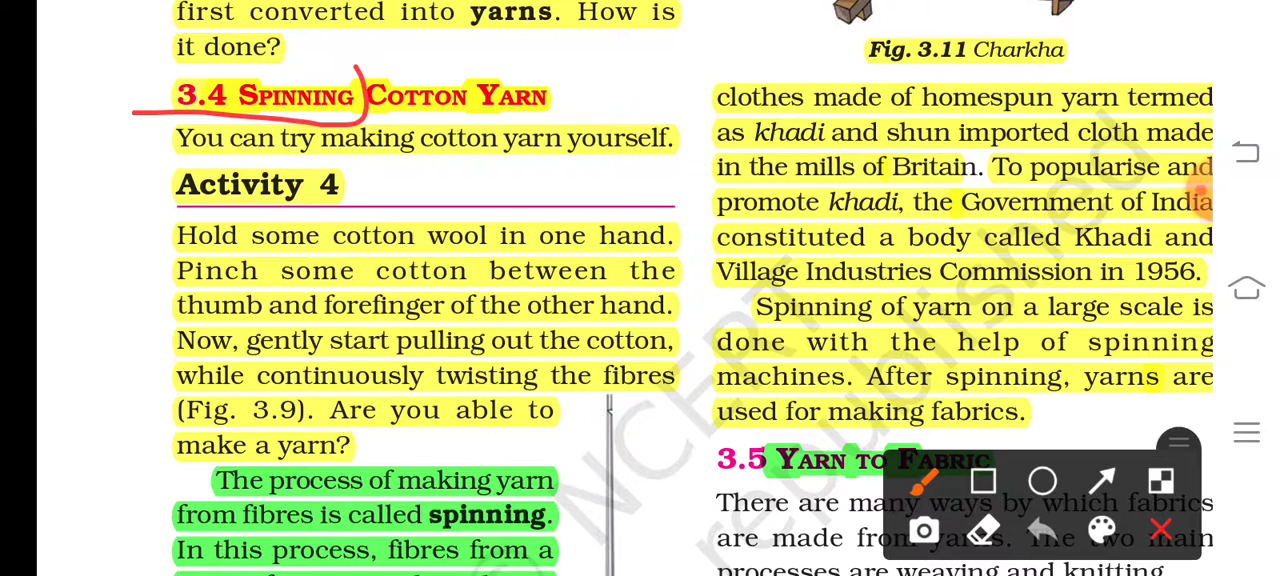 first converted into yarns. How is
it done?
3.4 SPINNING COTTON YARN
You can try making cotton yarn yourself.
Activity 4
Hold some cotton wool in one hand.
Pinch some cotton between the
thumb and forefinger of the other hand.
Now, gently start pulling out the cotton,
while continuously twisting the fibres
(Fig. 3.9). Are you able to
make a yarn?
The process of making yarn
from fibres is called spinning.
In this process, fibres from a
Fig. 3.11 Charkha
clothes made of homespun yarn termed
as khadi and shun imported cloth made
in the mills of Britain. To popularise and
promote khadi, the Government of India
constituted a body called Khadi and
Village Industries Commission in 1956.
Spinning of yarn on a large scale is
done with the help of spinning
machines. After spinning, yarns are
used for making fabrics.
3.5 YARN TO FABRIC
There are many ways by which fabrics
are made from yarns. The two main
processes are weaving and knitting.
© NCERT
republished